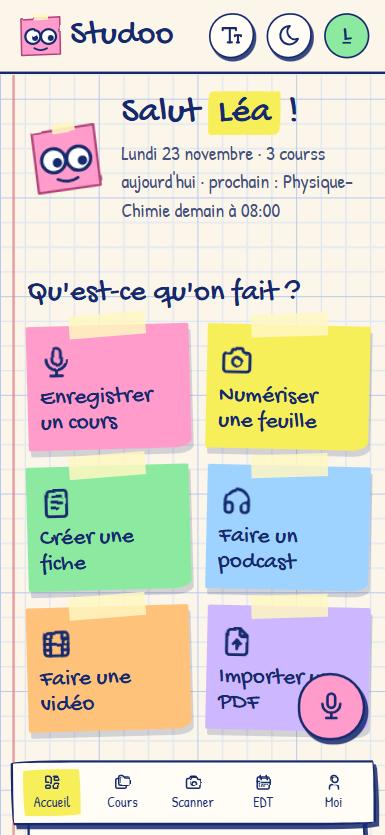 Studoo
Tт
L
Salut Léa !
Lundi 23 novembre · 3 courss
aujourd'hui · prochain : Physique-
Chimie demain à 08:00
Qu'est-ce qu'on fait ?
Enregistrer
un cours
Numériser
une feuille
Créer une
fiche
Faire un
podcast
Faire une
vidéo
Importer
PDF
Accueil
Cours
Scanner
EDT
Moi